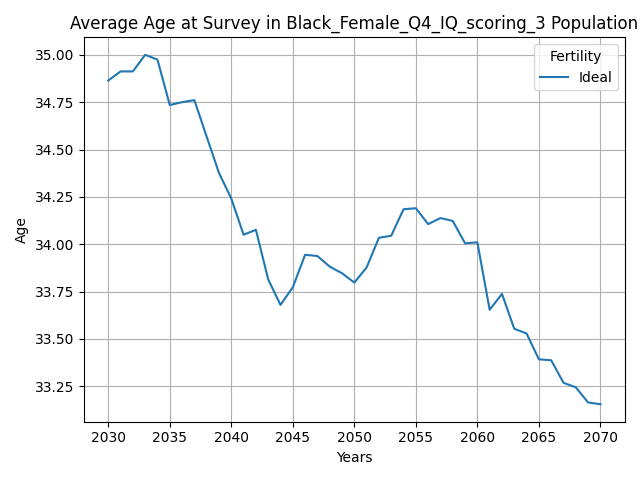 Average Age at Survey in Black_Female_Q4_IQ_scoring_3 Population
Fertility
Ideal
35.00
34.75
34.50
34.25
34.00
33.75
33.50
33.25
Age
2030 2035 2040 2045 2050 2055 2060 2065 2070
Years